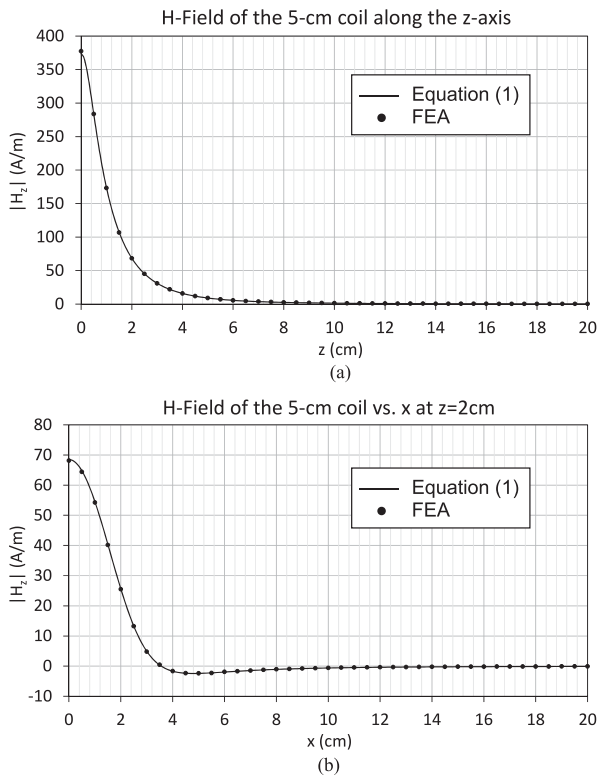 H-Field of the 5-cm coil along the z-axis
400
350
300
250
200
150
100
50
0
|Hz| (A/m)
Equation (1)
FEA
0 2 4 6 8 10 12 14 16 18 20
z (cm)
(a)
H-Field of the 5-cm coil vs. x at z=2cm
80
70
60
50
40
30
20
10
0
-10
|Hz| (A/m)
Equation (1)
FEA
0 2 4 6 8 10 12 14 16 18 20
x (cm)
(b)